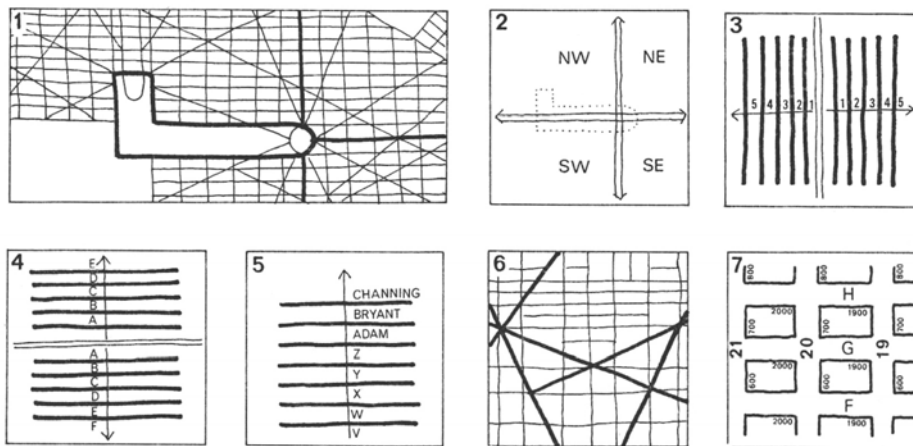 1
2
NW NE
SW SE
3
5 4 3 2 1 1 2 3 4 5
4
E
D
C
B
A
A
B
C
D
E
F
5
CHANNING
BRYANT
ADAM
Z
Y
X
W
V
6
7
800 800 800
H
2000 1900
700 700 700
21 20 G 19
2000 1900
600 600 600
F
2000 1900